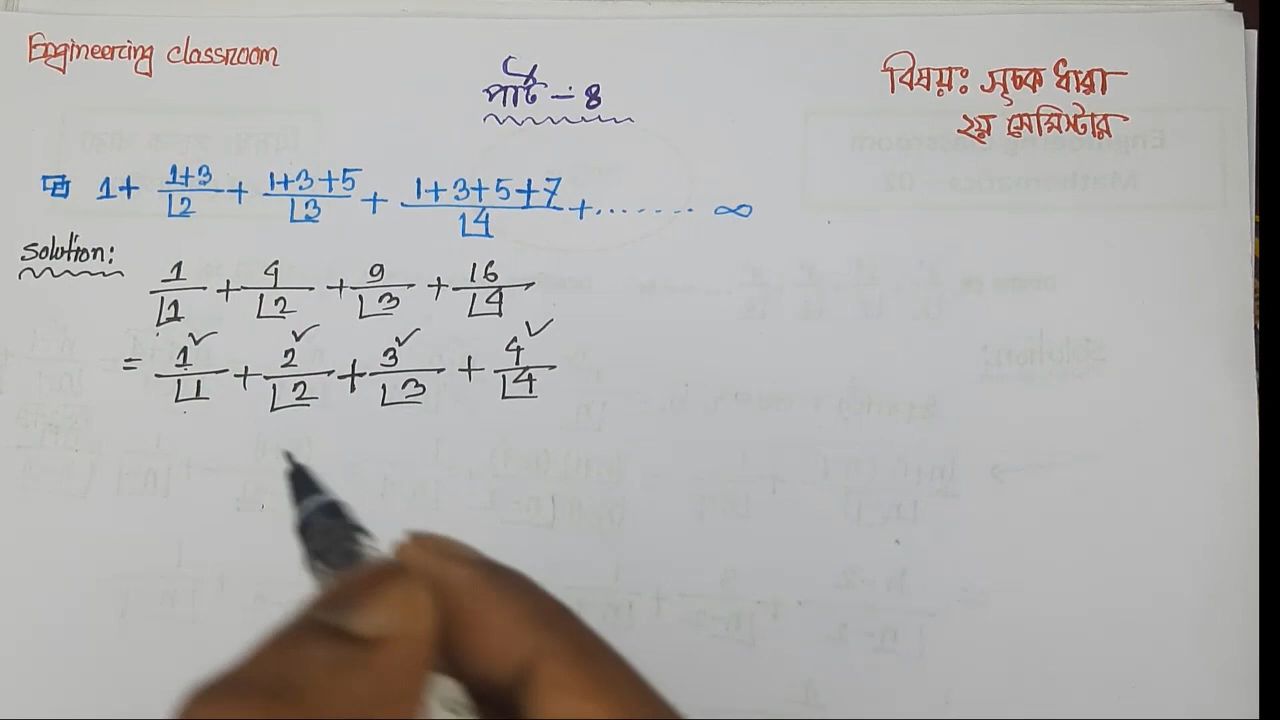 Engineering classroom
পার্ট - 8
বিষয়ঃ সূচক ধারা
২য় সেমিস্টার
1+ (1+3)/⌊2 + (1+3+5)/⌊3 + (1+3+5+7)/⌊4 +....... ∞
Solution:
1/⌊1 + 4/⌊2 + 9/⌊3 + 16/⌊4
= 1²/⌊1 + 2²/⌊2 + 3²/⌊3 + 4²/⌊4